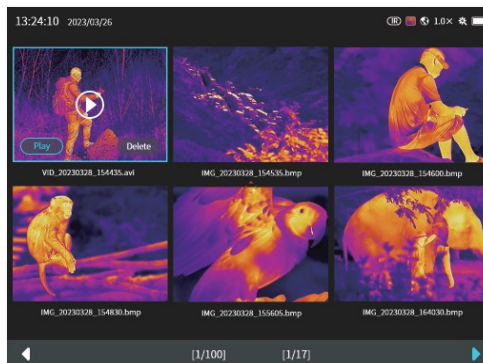 13:24:10 2023/03/26 IR 1.0×
Play Delete
VID_20230328_154435.avi IMG_20230328_154535.bmp IMG_20230328_154600.bmp
IMG_20230328_154830.bmp IMG_20230328_155605.bmp IMG_20230328_164030.bmp
[1/100] [1/17]